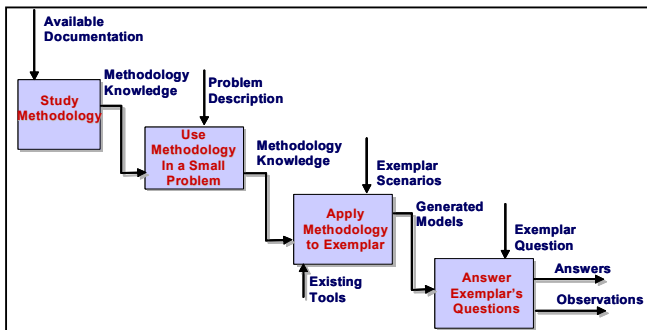 Available
Documentation
Study
Methodology
Methodology
Knowledge
Problem
Description
Use
Methodology
In a Small
Problem
Methodology
Knowledge
Exemplar
Scenarios
Apply
Methodology
to Exemplar
Existing
Tools
Generated
Models
Exemplar
Question
Answer
Exemplar's
Questions
Answers
Observations